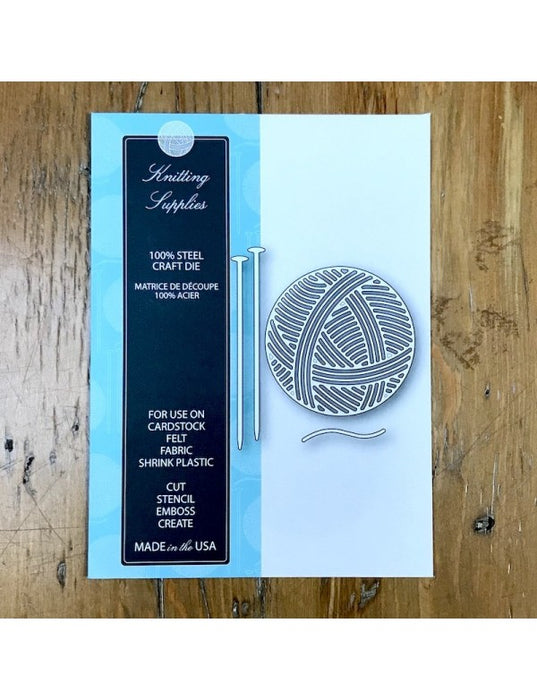 Knitting
Supplies
100% STEEL
CRAFT DIE
MATRICE DE DÉCOUPE
100% ACIER
FOR USE ON
CARDSTOCK
FELT
FABRIC
SHRINK PLASTIC
CUT
STENCIL
EMBOSS
CREATE
MADE in the USA